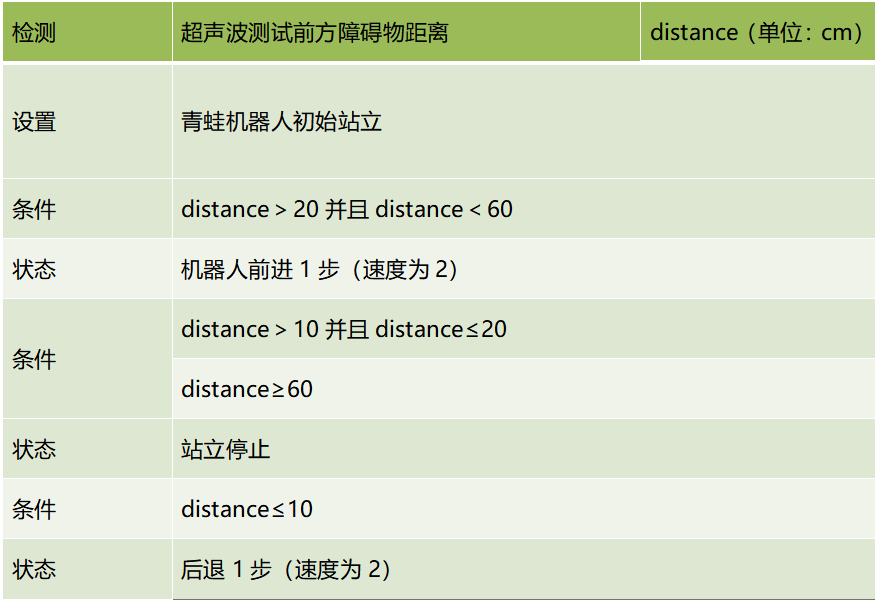 检测 超声波测试前方障碍物距离 distance（单位：cm）
设置 青蛙机器人初始站立
条件 distance＞20 并且 distance＜60
状态 机器人前进 1 步（速度为 2）
条件 distance＞10 并且 distance≤20
distance≥60
状态 站立停止
条件 distance≤10
状态 后退 1 步（速度为 2）